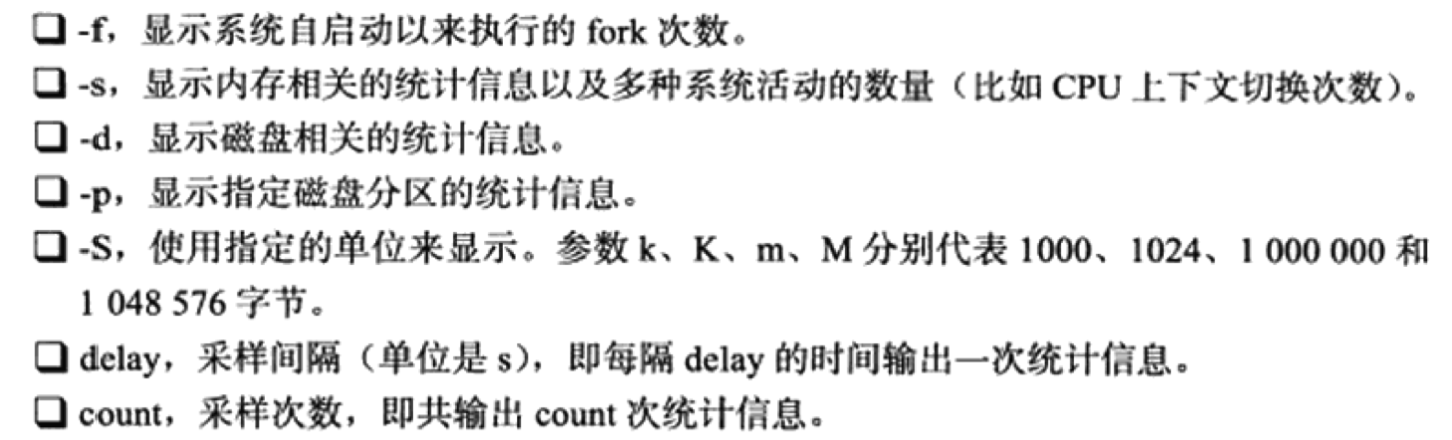 ❑ -f，显示系统自启动以来执行的 fork 次数。
❑ -s，显示内存相关的统计信息以及多种系统活动的数量（比如 CPU 上下文切换次数）。
❑ -d，显示磁盘相关的统计信息。
❑ -p，显示指定磁盘分区的统计信息。
❑ -S，使用指定的单位来显示。参数 k、K、m、M 分别代表 1000、1024、1 000 000 和
1 048 576 字节。
❑ delay，采样间隔（单位是 s），即每隔 delay 的时间输出一次统计信息。
❑ count，采样次数，即共输出 count 次统计信息。